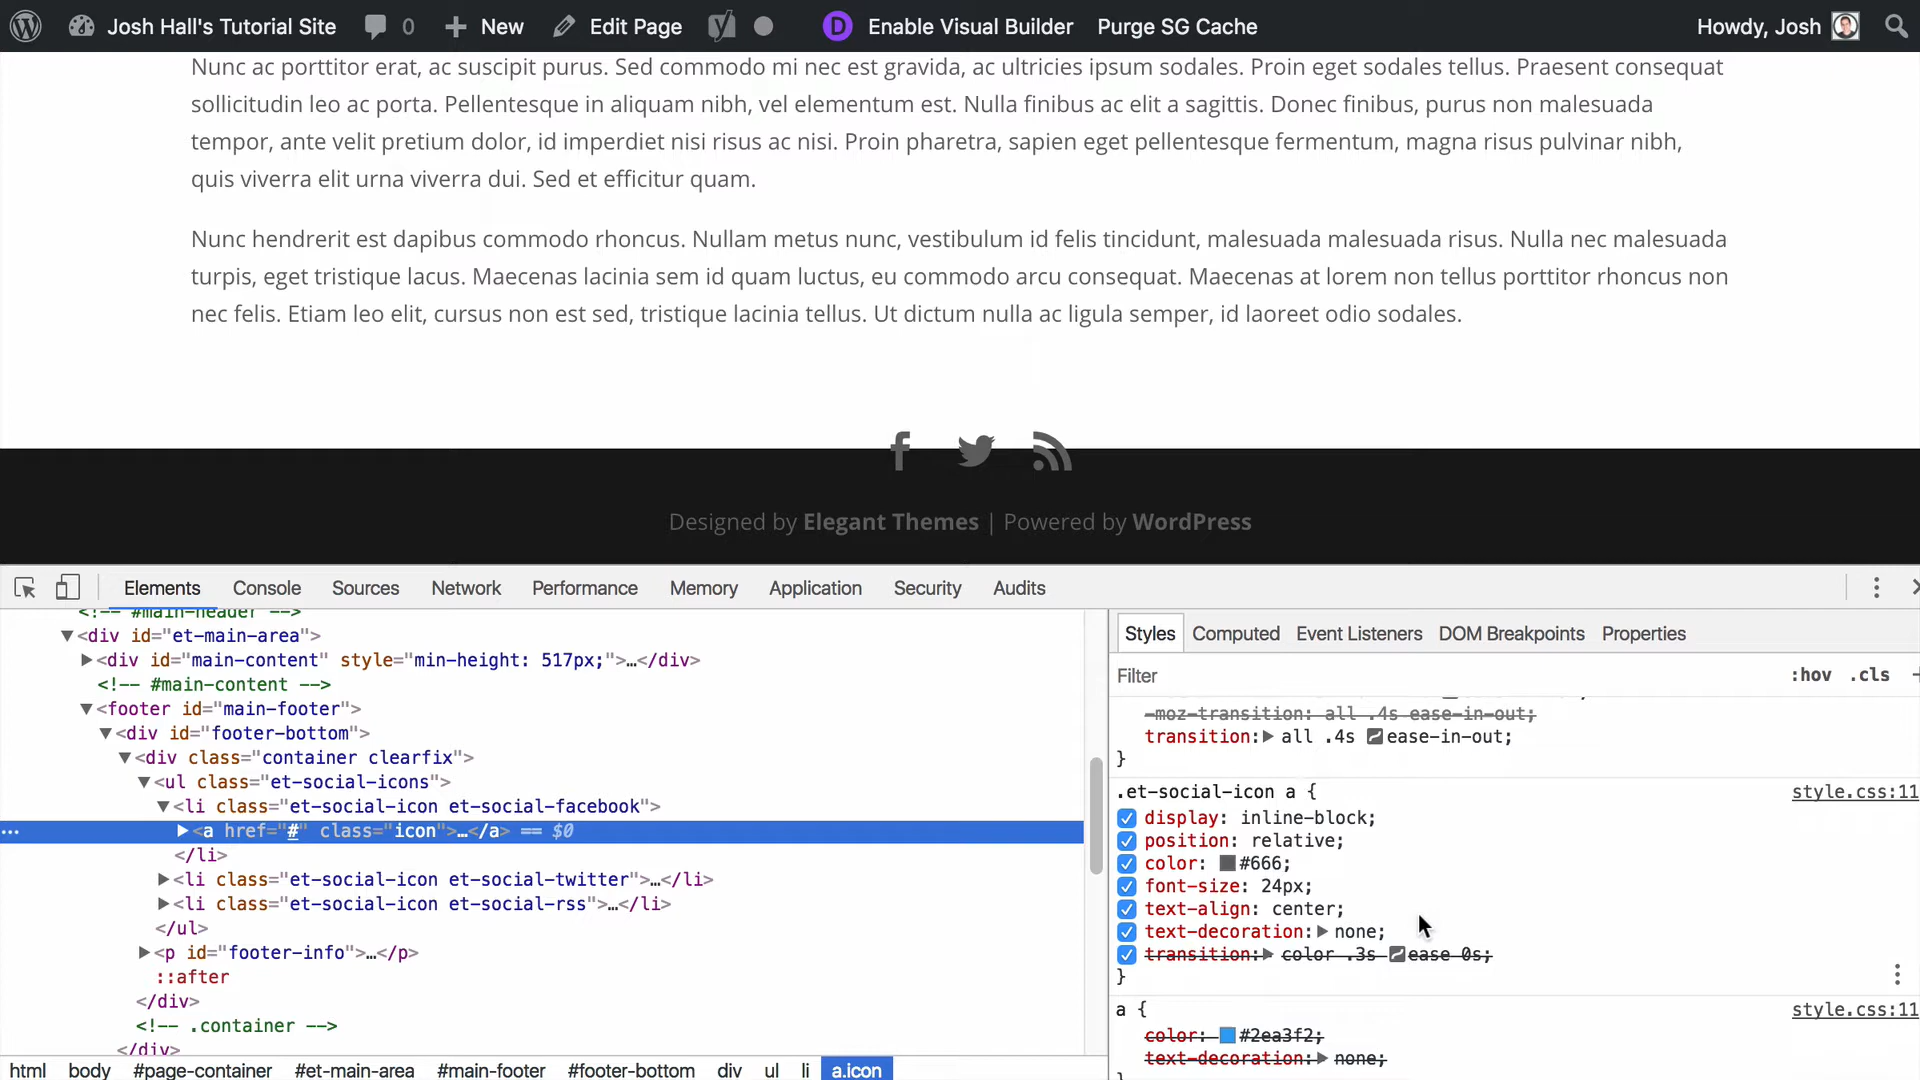 Josh Hall's Tutorial Site 0 New Edit Page D Enable Visual Builder Purge SG Cache Howdy, Josh
Nunc ac porttitor erat, ac suscipit purus. Sed commodo mi nec est gravida, ac ultricies ipsum sodales. Proin eget sodales tellus. Praesent consequat
sollicitudin leo ac porta. Pellentesque in aliquam nibh, vel elementum est. Nulla finibus ac elit a sagittis. Donec finibus, purus non malesuada
tempor, ante velit pretium dolor, id imperdiet nisi risus ac nisi. Proin pharetra, sapien eget pellentesque fermentum, magna risus pulvinar nibh,
quis viverra elit urna viverra dui. Sed et efficitur quam.
Nunc hendrerit est dapibus commodo rhoncus. Nullam metus nunc, vestibulum id felis tincidunt, malesuada malesuada risus. Nulla nec malesuada
turpis, eget tristique lacus. Maecenas lacinia sem id quam luctus, eu commodo arcu consequat. Maecenas at lorem non tellus porttitor rhoncus non
nec felis. Etiam leo elit, cursus non est sed, tristique lacinia tellus. Ut dictum nulla ac ligula semper, id laoreet odio sodales.
Designed by Elegant Themes | Powered by WordPress
Elements Console Sources Network Performance Memory Application Security Audits
<!-- #main-header -->
<div id="et-main-area">
<div id="main-content" style="min-height: 517px;">…</div>
<!-- #main-content -->
<footer id="main-footer">
<div id="footer-bottom">
<div class="container clearfix">
<ul class="et-social-icons">
<li class="et-social-icon et-social-facebook">
<a href="#" class="icon">…</a> == $0
</li>
<li class="et-social-icon et-social-twitter">…</li>
<li class="et-social-icon et-social-rss">…</li>
</ul>
<p id="footer-info">…</p>
::after
</div>
<!-- .container -->
</div>
html body #page-container #et-main-area #main-footer #footer-bottom div ul li a.icon
Styles Computed Event Listeners DOM Breakpoints Properties
Filter :hov .cls +
-moz-transition: all .4s ease-in-out;
transition: all .4s ease-in-out;
}
.et-social-icon a { style.css:11
display: inline-block;
position: relative;
color: #666;
font-size: 24px;
text-align: center;
text-decoration: none;
transition: color .3s ease 0s;
}
a { style.css:11
color: #2ea3f2;
text-decoration: none;